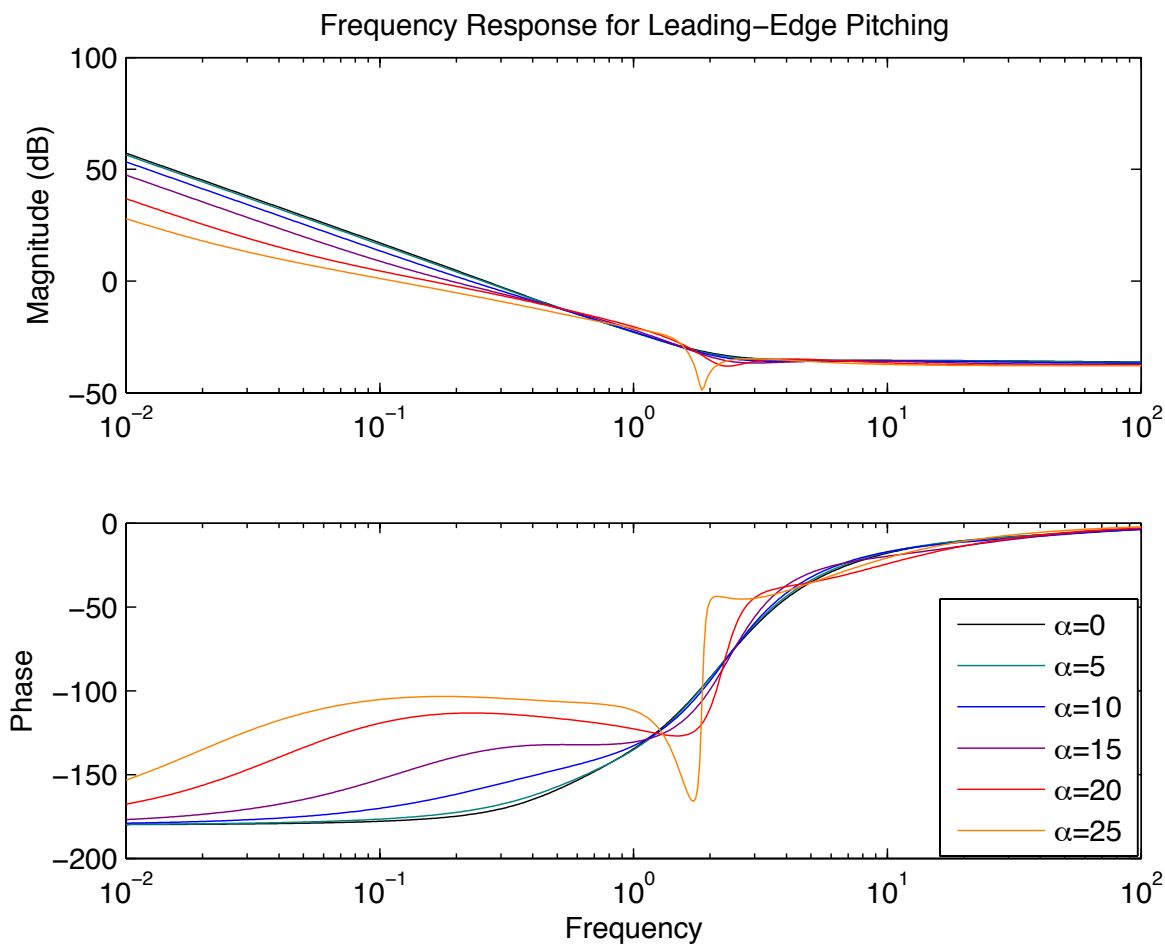 Frequency Response for Leading−Edge Pitching
Magnitude (dB)
100
50
0
−50
10^−2 10^−1 10^0 10^1 10^2
Phase
0
−50
−100
−150
−200
10^−2 10^−1 10^0 10^1 10^2
Frequency
α=0
α=5
α=10
α=15
α=20
α=25